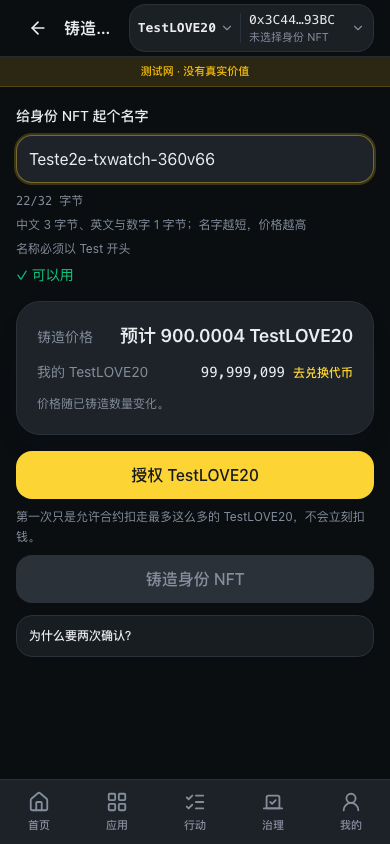 铸造...
TestLOVE20
0x3C44…93BC
未选择身份 NFT
测试网 · 没有真实价值
给身份 NFT 起个名字
Teste2e-txwatch-360v66
22/32 字节
中文 3 字节、英文与数字 1 字节；名字越短，价格越高
名称必须以 Test 开头
✓ 可以用
铸造价格 预计 900.0004 TestLOVE20
我的 TestLOVE20 99,999,099 去兑换代币
价格随已铸造数量变化。
授权 TestLOVE20
第一次只是允许合约扣走最多这么多的 TestLOVE20，不会立刻扣
钱。
铸造身份 NFT
为什么要两次确认?
首页 应用 行动 治理 我的